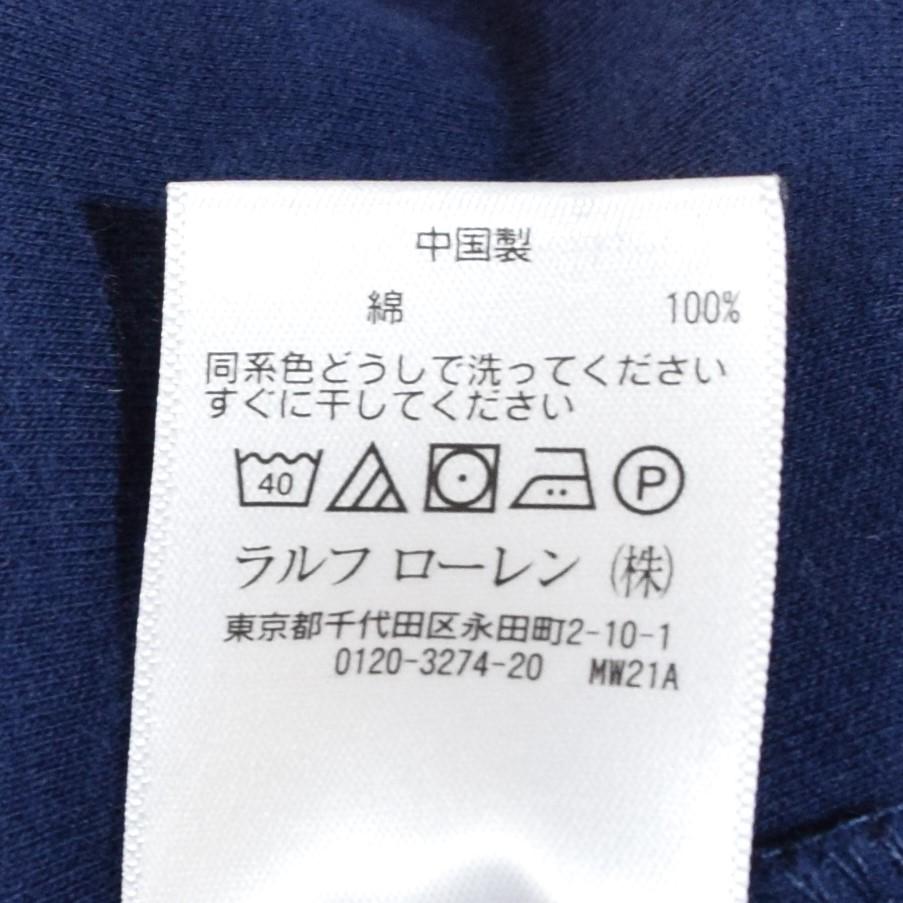 中国製
綿 100%
同系色どうしで洗ってください
すぐに干してください
40 P
ラルフ ローレン (株)
東京都千代田区永田町2-10-1
0120-3274-20 MW21A